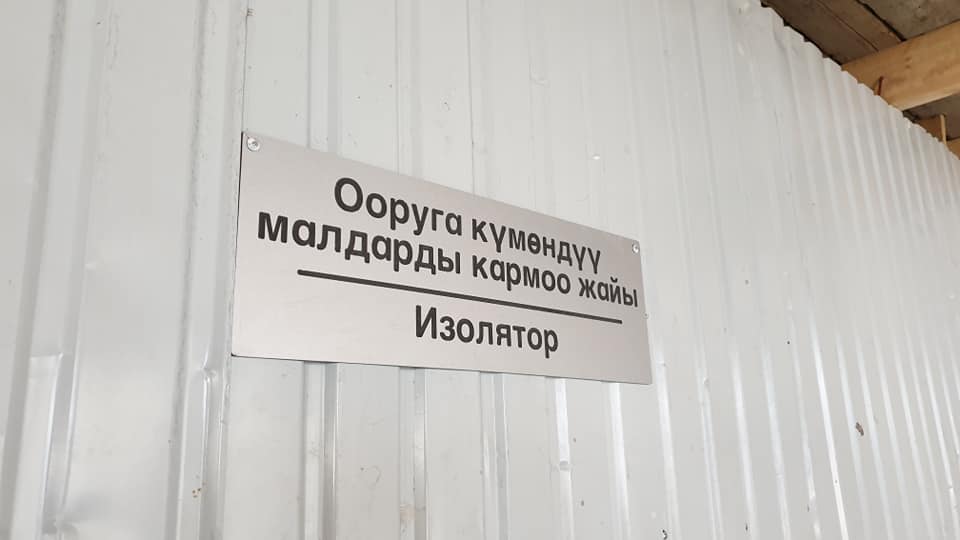 Ооруга күмөндүү
малдарды кармоо жайы
Изолятор